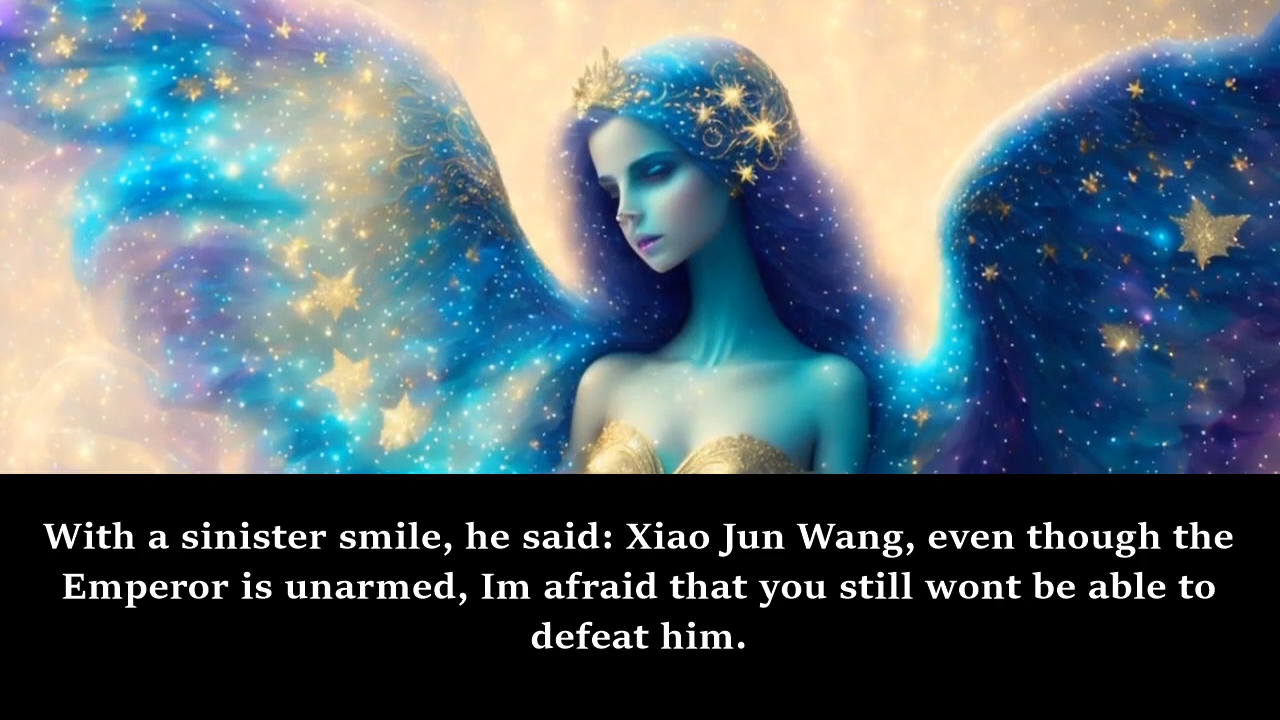 With a sinister smile, he said: Xiao Jun Wang, even though the
Emperor is unarmed, Im afraid that you still wont be able to
defeat him.